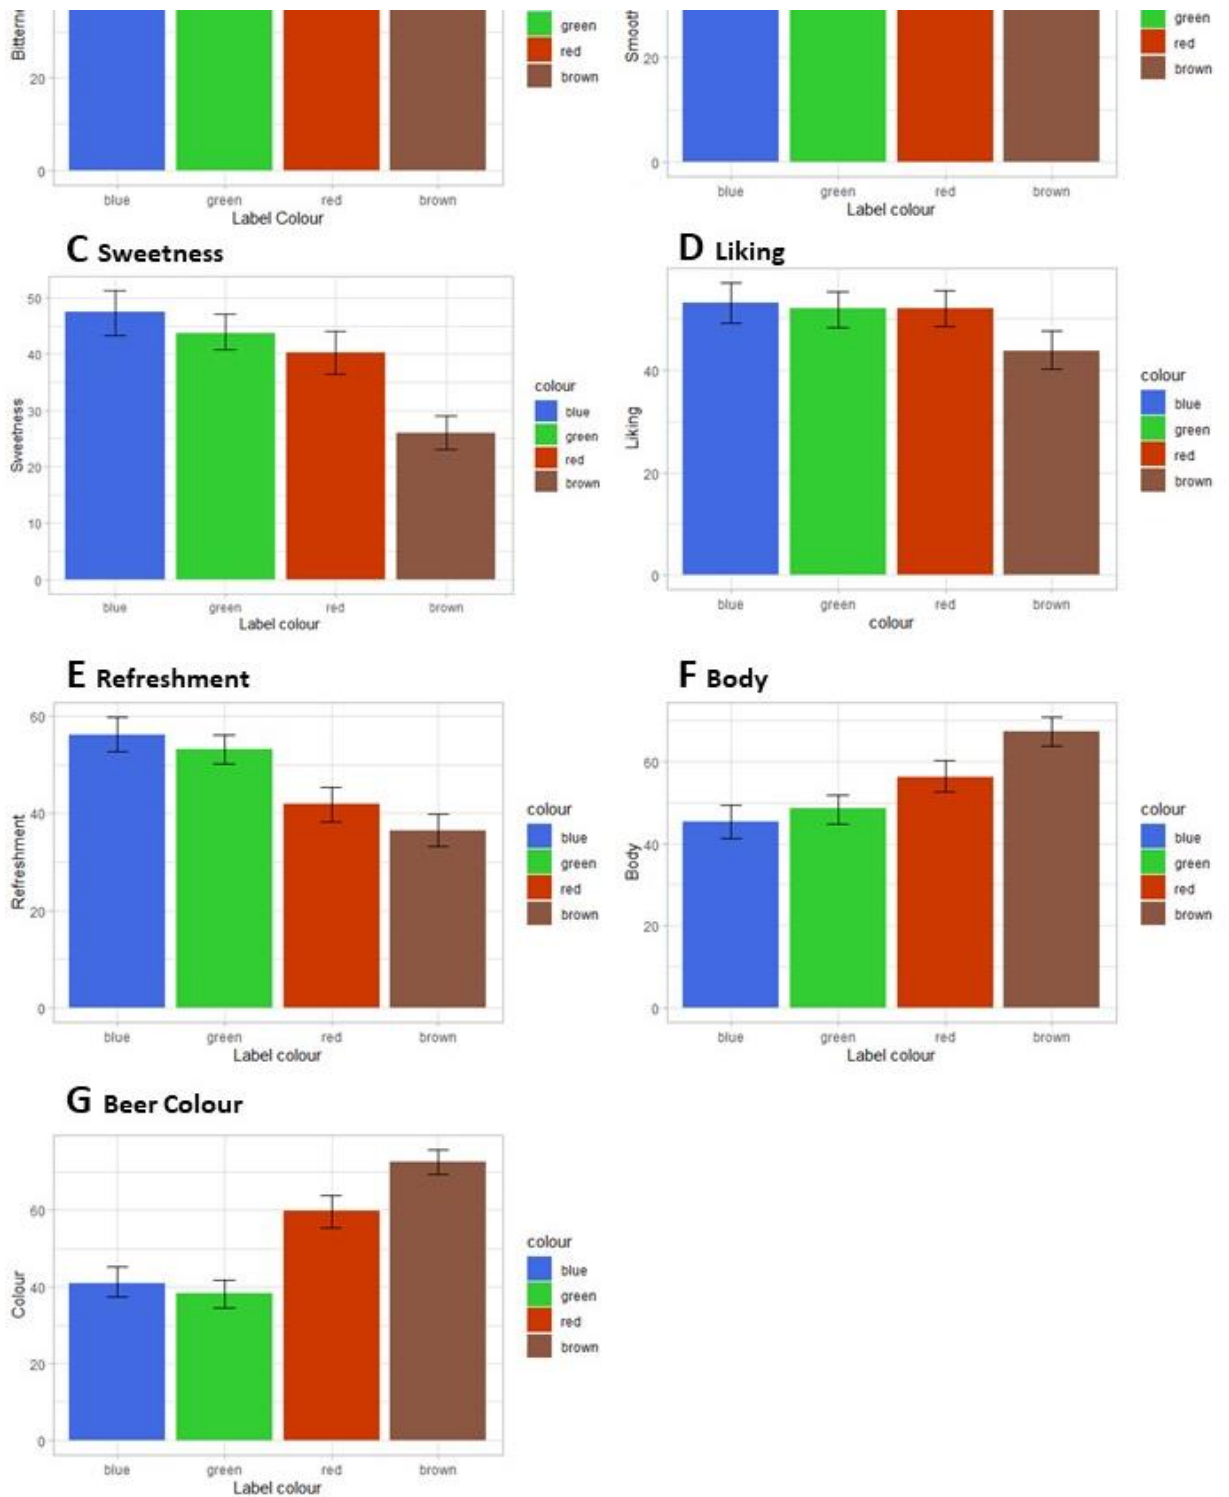 green
red
brown
20
0
blue green red brown
Label Colour
green
red
brown
20
0
blue green red brown
Label colour
C Sweetness
Sweetness
50
40
30
20
10
0
blue green red brown
Label colour
colour
blue
green
red
brown
D Liking
Liking
40
20
0
blue green red brown
colour
colour
blue
green
red
brown
E Refreshment
Refreshment
60
40
20
0
blue green red brown
Label colour
colour
blue
green
red
brown
F Body
Body
60
40
20
0
blue green red brown
Label colour
colour
blue
green
red
brown
G Beer Colour
Colour
60
40
20
0
blue green red brown
Label colour
colour
blue
green
red
brown